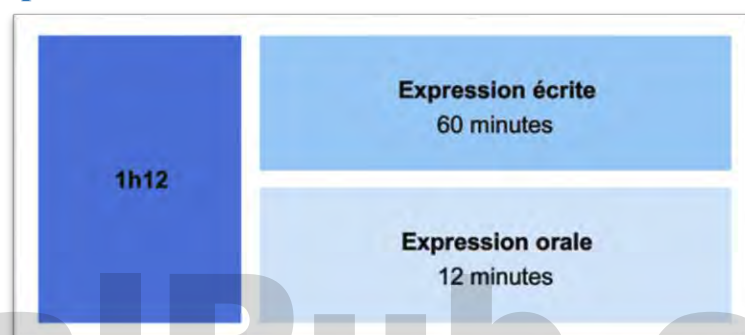 1h12
Expression écrite
60 minutes
Expression orale
12 minutes